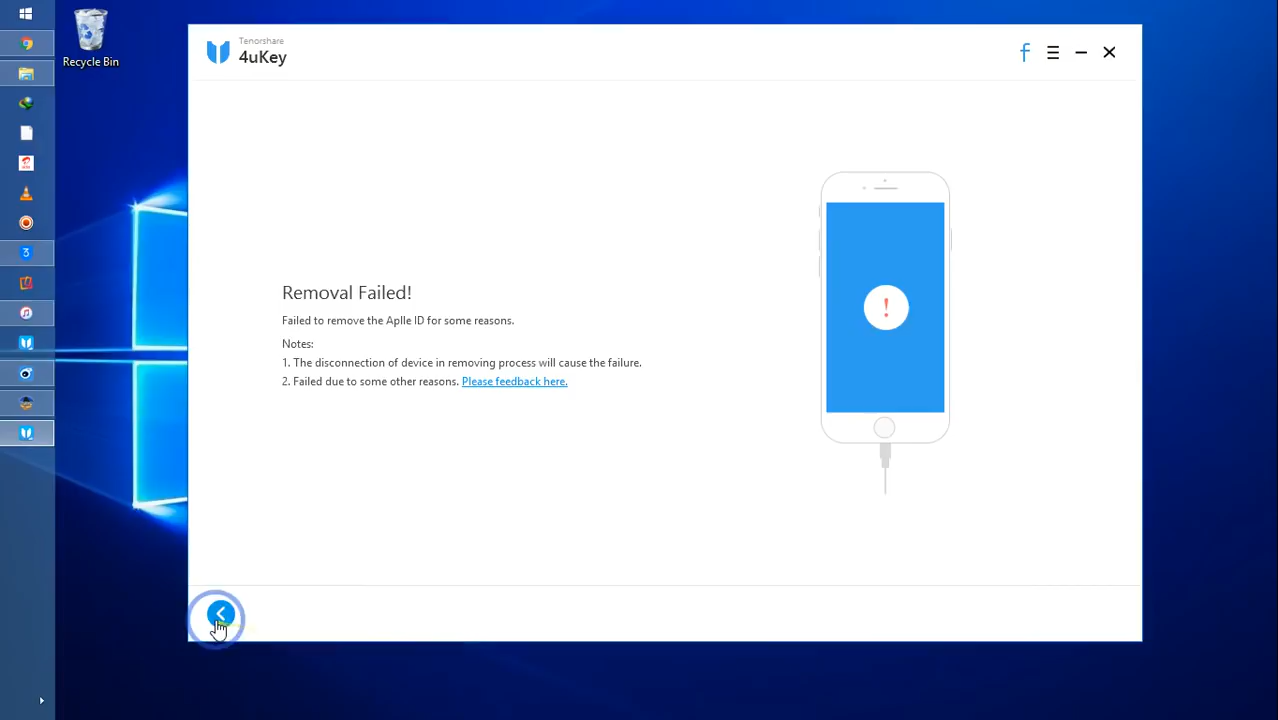 Recycle Bin
Tenorshare
4uKey
Removal Failed!
Failed to remove the Aplle ID for some reasons.
Notes:
1. The disconnection of device in removing process will cause the failure.
2. Failed due to some other reasons. Please feedback here.
3